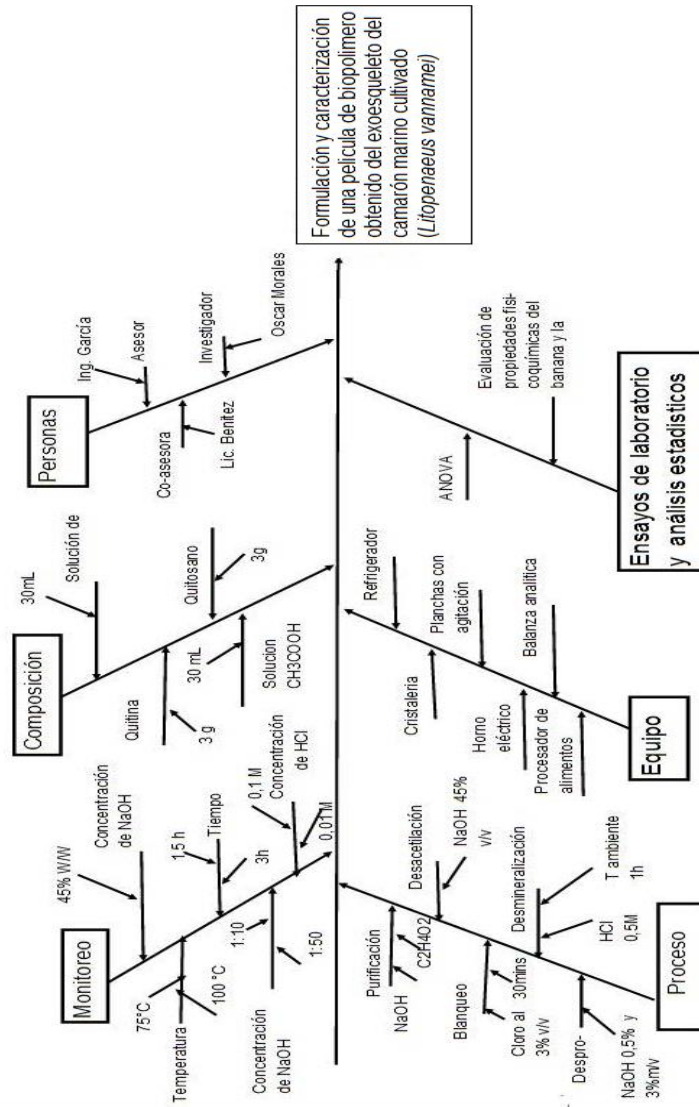 Monitoreo
45% W/W
Concentración
de NaOH
75°C
100 °C
Temperatura
1,5 h
Tiempo
3h
1:10
1:50
Concentración
de NaOH
0,1 M
Concentración
de HCl
0,01M
Composición
30mL
Solución de
Quitina
3 g
Quitosano
3g
30 mL
Solucion
CH3COOH
Personas
Ing. García
Asesor
Co-asesora
Lic. Benítez
Investigador
Oscar Morales
Formulación y caracterización
de una película de biopolímero
obtenido del exoesqueleto del
camarón marino cultivado
(Litopenaeus vannamei)
Purificación
NaOH
C2H4O2
Desacetilación
NaOH 45%
v/v
Blanqueo
30mins
Cloro al
3% v/v
Desmineralización
T ambiente
1h
HCl
0,5M
Despro-
NaOH 0,5% y
3%m/v
Proceso
Refrigerador
Cristalería
Planchas con
agitación
Horno
eléctrico
Balanza analítica
Procesador de
alimentos
Equipo
ANOVA
Evaluación de
propiedades fisi-
coquímicas del
banana y la
Ensayos de laboratorio
y análisis estadísticos